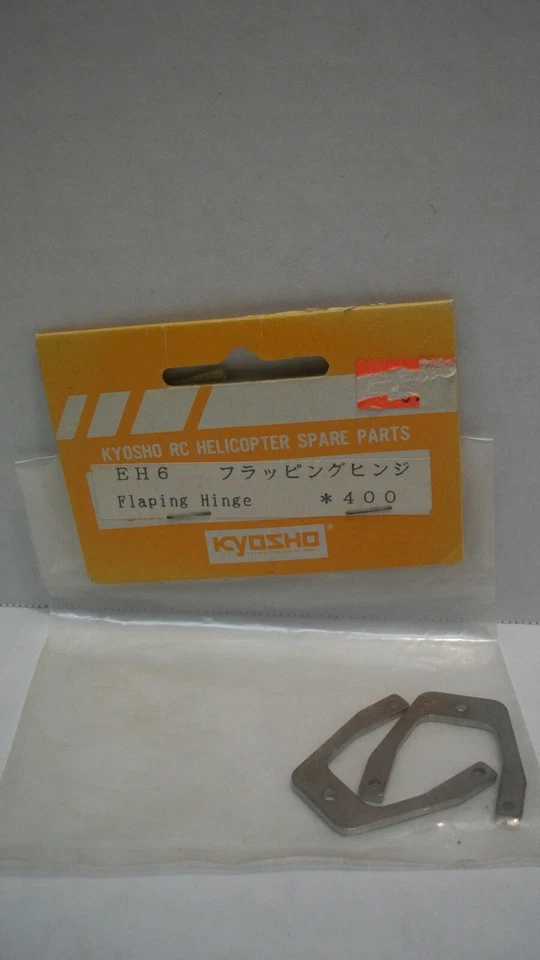 KYOSHO RC HELICOPTER SPARE PARTS
EH6 フラッピングヒンジ
Flaping Hinge *400
KYOSHO®